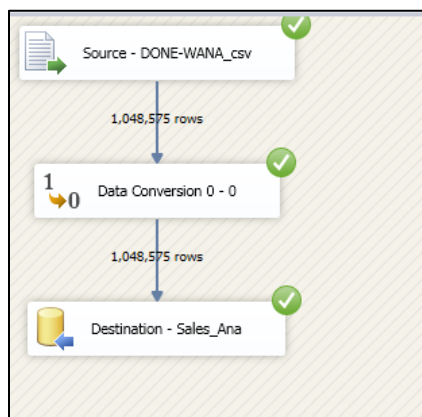 Source - DONE-WANA_csv
1,048,575 rows
1
0
Data Conversion 0 - 0
1,048,575 rows
Destination - Sales_Ana